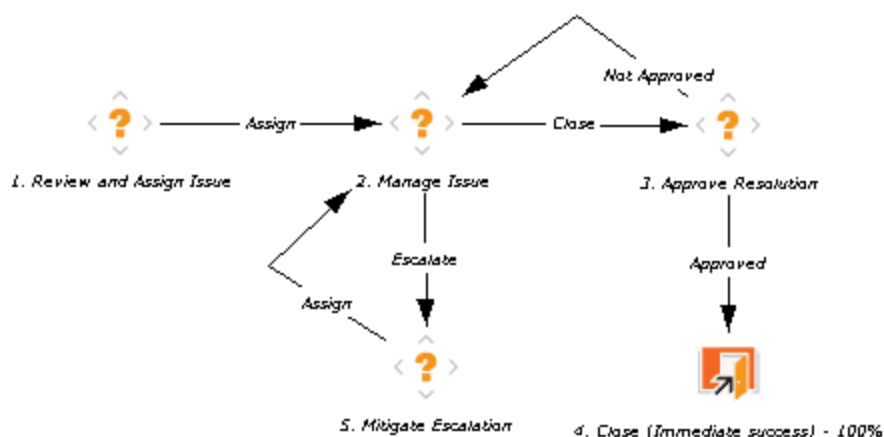 Not Approved
Assign
Close
1. Review and Assign Issue
2. Manage Issue
3. Approve Resolution
Escalate
Approved
Assign
5. Mitigate Escalation
4. Close (Immediate success) - 100%